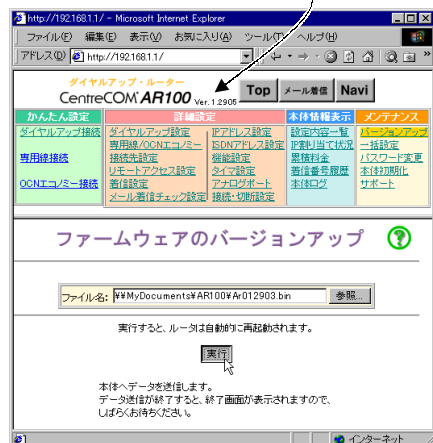 http://192.168.1.1/ - Microsoft Internet Explorer
ファイル(F) 編集(E) 表示(V) お気に入り(A) ツール(T) ヘルプ(H)
アドレス(D) http://192.168.1.1/
ダイヤルアップ・ルーター
CentreCOM AR100 Ver.1.2905 Top メール着信 Navi
かんたん設定 詳細設定 本体情報表示 メンテナンス
ダイヤルアップ接続 ダイヤルアップ設定 IPアドレス設定 設定内容一覧 バージョンアップ
専用線/OCNエコノミー ISDNアドレス設定 IP割り当て状況 一括設定
専用線接続 接続先設定 機能設定 累積料金 パスワード変更
リモートアクセス設定 タイマ設定 着信番号履歴 本体初期化
OCNエコノミー接続 着信設定 アナログポート 本体ログ サポート
メール着信チェック設定 接続・切断設定
ファームウェアのバージョンアップ ?
ファイル名: ¥¥MyDocuments¥AR100¥Ar012903.bin 参照...
実行すると、ルータは自動的に再起動されます。
実行
本体へデータを送信します。
データ送信が終了すると、終了画面が表示されますので、
しばらくお待ちください。
インターネット